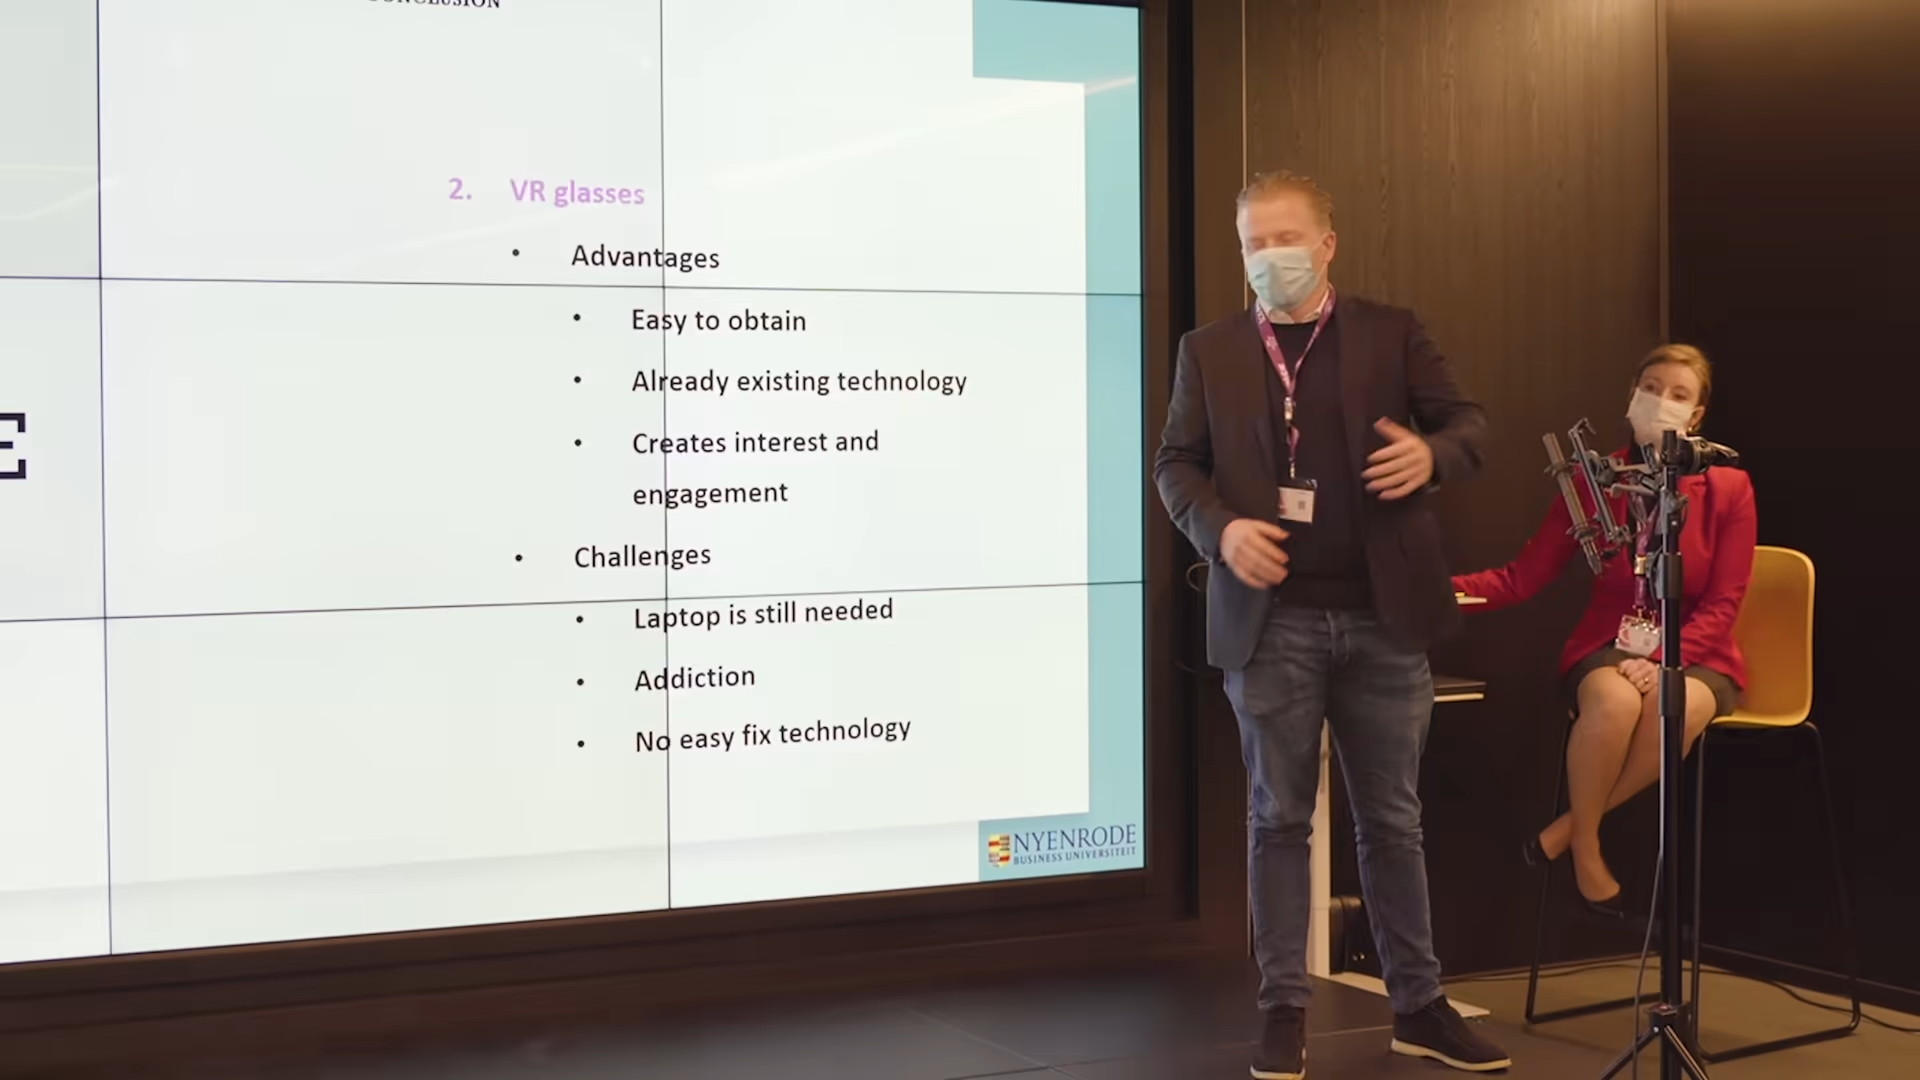 2. VR glasses
• Advantages
• Easy to obtain
• Already existing technology
• Creates interest and
engagement
• Challenges
• Laptop is still needed
• Addiction
• No easy fix technology
E
NYENRODE
BUSINESS UNIVERSITEIT